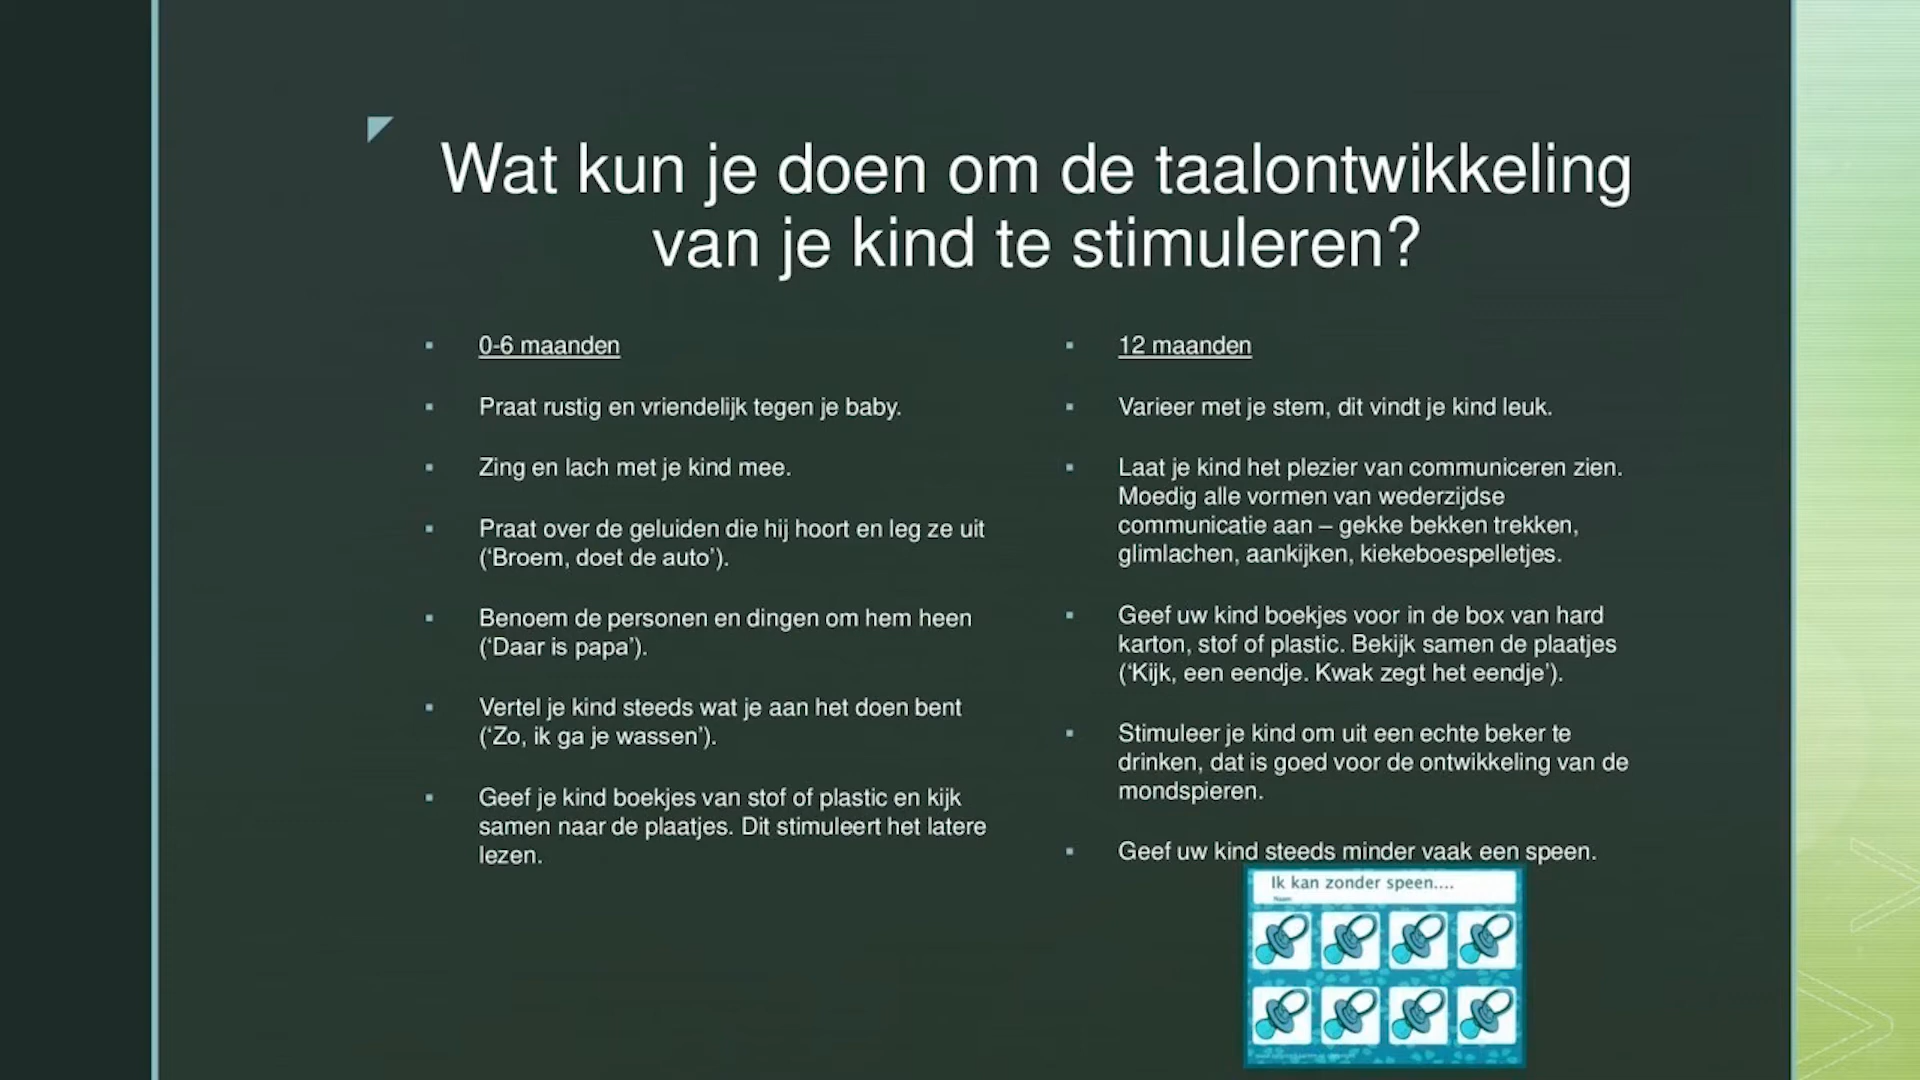 Wat kun je doen om de taalontwikkeling
van je kind te stimuleren?
0-6 maanden
Praat rustig en vriendelijk tegen je baby.
Zing en lach met je kind mee.
Praat over de geluiden die hij hoort en leg ze uit
(‘Broem, doet de auto’).
Benoem de personen en dingen om hem heen
(‘Daar is papa’).
Vertel je kind steeds wat je aan het doen bent
(‘Zo, ik ga je wassen’).
Geef je kind boekjes van stof of plastic en kijk
samen naar de plaatjes. Dit stimuleert het latere
lezen.
12 maanden
Varieer met je stem, dit vindt je kind leuk.
Laat je kind het plezier van communiceren zien.
Moedig alle vormen van wederzijdse
communicatie aan – gekke bekken trekken,
glimlachen, aankijken, kiekeboespelletjes.
Geef uw kind boekjes voor in de box van hard
karton, stof of plastic. Bekijk samen de plaatjes
(‘Kijk, een eendje. Kwak zegt het eendje’).
Stimuleer je kind om uit een echte beker te
drinken, dat is goed voor de ontwikkeling van de
mondspieren.
Geef uw kind steeds minder vaak een speen.
Ik kan zonder speen....